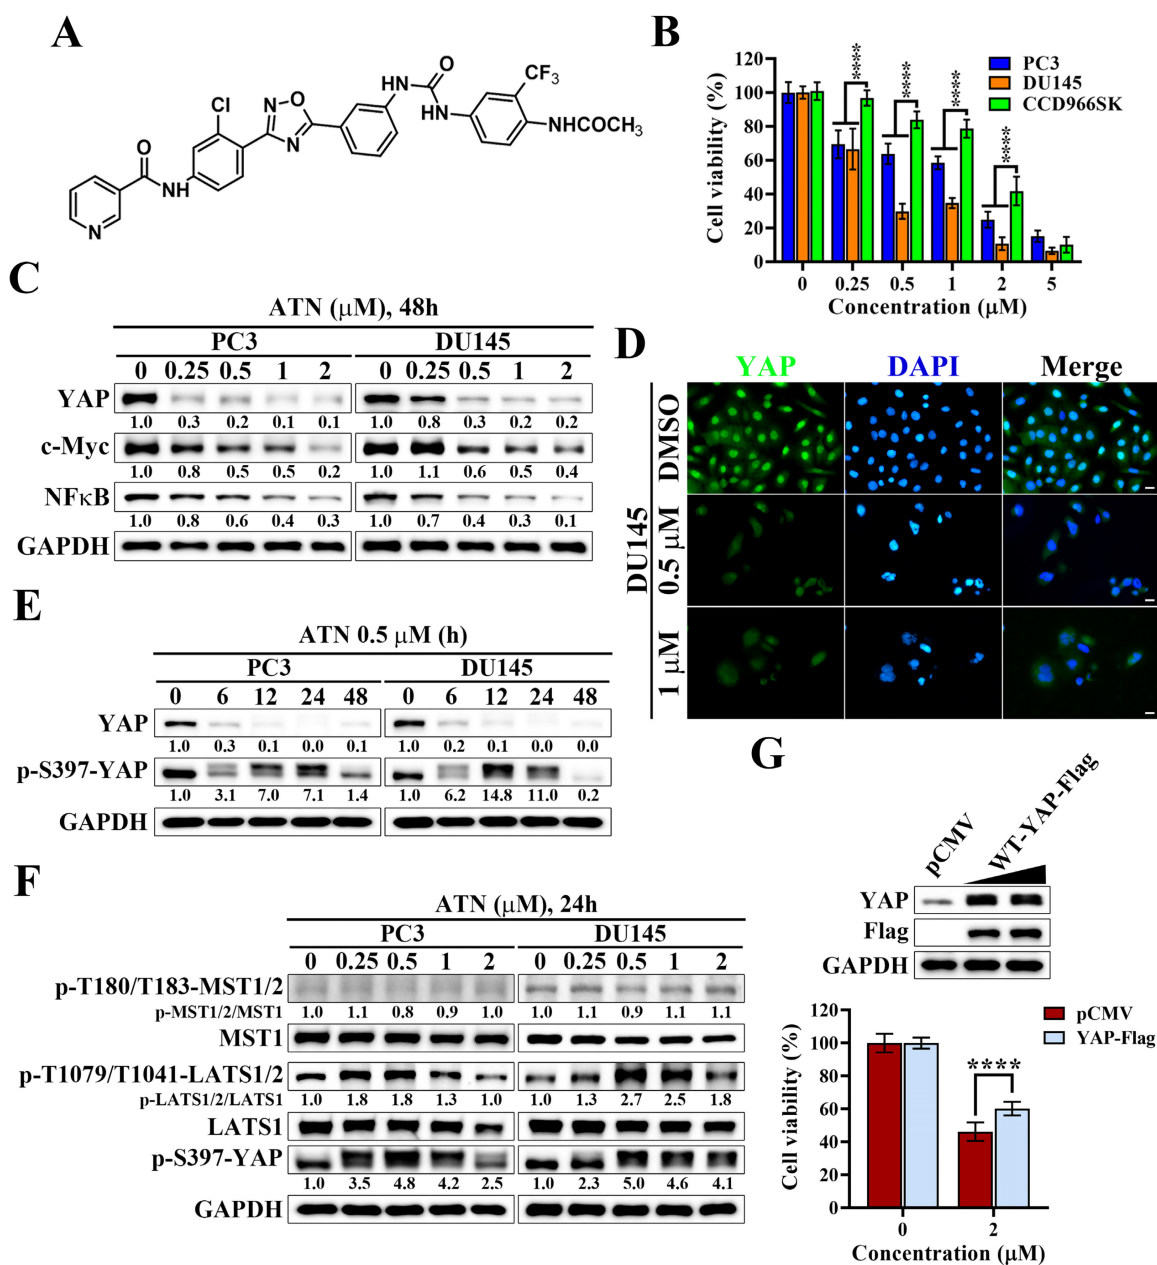 A
O
N
O
N
Cl
NH
O
NH
CF3
NHCOCH3
O
NH
N
B
PC3
DU145
CCD966SK
****
****
****
****
Cell viability (%)
120
100
80
60
40
20
0
0 0.25 0.5 1 2 5
Concentration (μM)
C
ATN (μM), 48h
PC3 DU145
0 0.25 0.5 1 2 0 0.25 0.5 1 2
YAP
1.0 0.3 0.2 0.1 0.1 1.0 0.8 0.3 0.2 0.2
c-Myc
1.0 0.8 0.5 0.5 0.2 1.0 1.1 0.6 0.5 0.4
NFκB
1.0 0.8 0.6 0.4 0.3 1.0 0.7 0.4 0.3 0.1
GAPDH
D
YAP DAPI Merge
DU145
DMSO
0.5 μM
1 μM
E
ATN 0.5 μM (h)
PC3 DU145
0 6 12 24 48 0 6 12 24 48
YAP
1.0 0.3 0.1 0.0 0.1 1.0 0.2 0.1 0.0 0.0
p-S397-YAP
1.0 3.1 7.0 7.1 1.4 1.0 6.2 14.8 11.0 0.2
GAPDH
F
ATN (μM), 24h
PC3 DU145
0 0.25 0.5 1 2 0 0.25 0.5 1 2
p-T180/T183-MST1/2
p-MST1/2/MST1 1.0 1.1 0.8 0.9 1.0 1.0 1.1 0.9 1.1 1.1
MST1
p-T1079/T1041-LATS1/2
p-LATS1/2/LATS1 1.0 1.8 1.8 1.3 1.0 1.0 1.3 2.7 2.5 1.8
LATS1
p-S397-YAP
1.0 3.5 4.8 4.2 2.5 1.0 2.3 5.0 4.6 4.1
GAPDH
G
pCMV
WT-YAP-Flag
YAP
Flag
GAPDH
pCMV
YAP-Flag
****
Cell viability (%)
120
100
80
60
40
20
0
0 2
Concentration (μM)